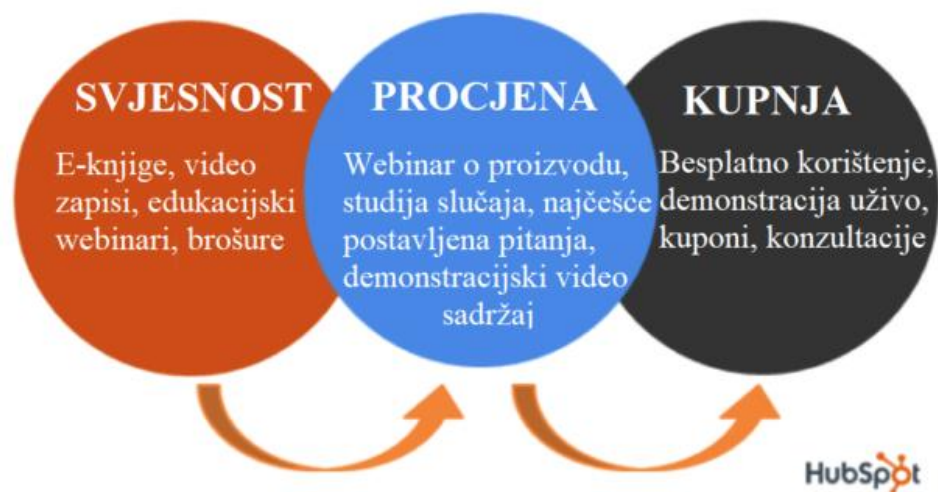 SVJESNOST
E-knjige, video
zapisi, edukacijski
webinari, brošure
PROCJENA
Webinar o proizvodu,
studija slučaja, najčešće
postavljena pitanja,
demonstracijski video
sadržaj
KUPNJA
Besplatno korištenje,
demonstracija uživo,
kuponi, konzultacije
HubSpot